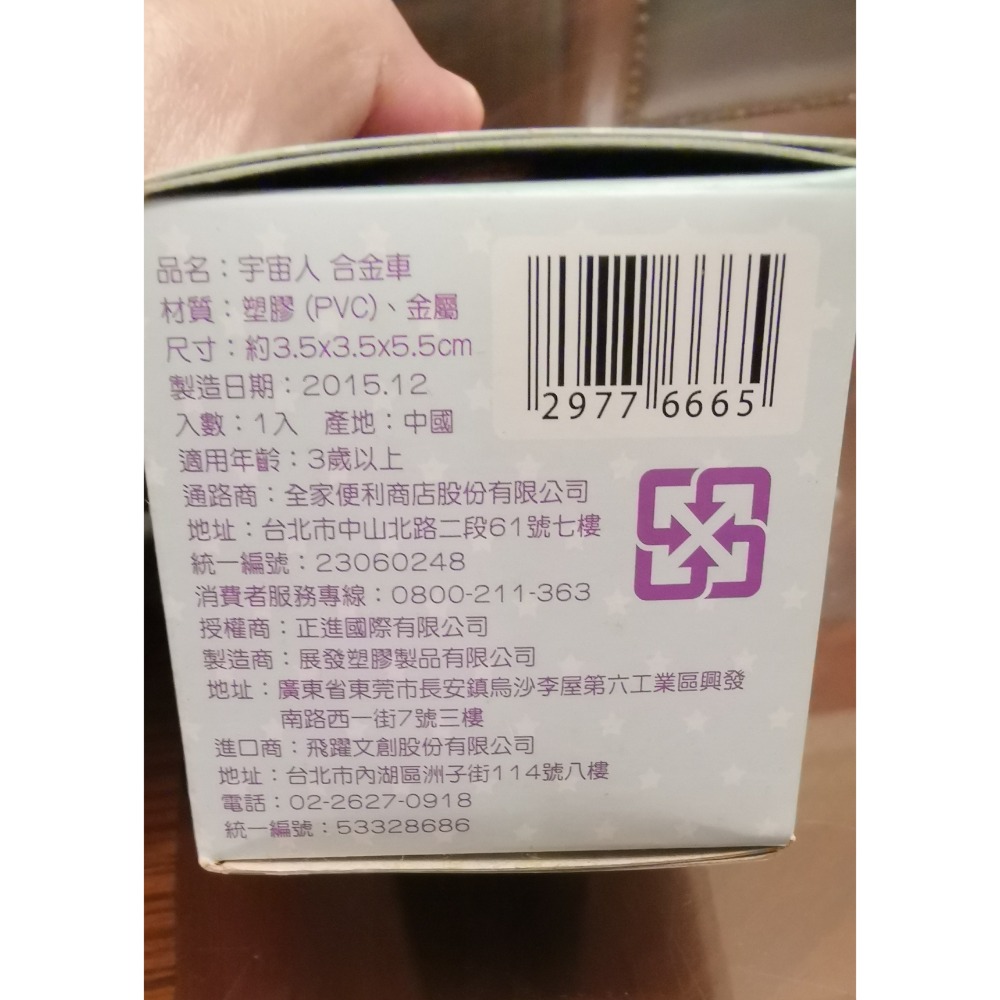 品名：宇宙人 合金車
材質：塑膠 (PVC)、金屬
尺寸：約3.5x3.5x5.5cm
製造日期：2015.12
入數：1入　產地：中國
適用年齡：3歲以上
通路商：全家便利商店股份有限公司
地址：台北市中山北路二段61號七樓
統一編號：23060248
消費者服務專線：0800-211-363
授權商：正進國際有限公司
製造商：展發塑膠製品有限公司
地址：廣東省東莞市長安鎮烏沙李屋第六工業區興發
南路西一街7號三樓
進口商：飛躍文創股份有限公司
地址：台北市內湖區洲子街114號八樓
電話：02-2627-0918
統一編號：53328686
2977 6665